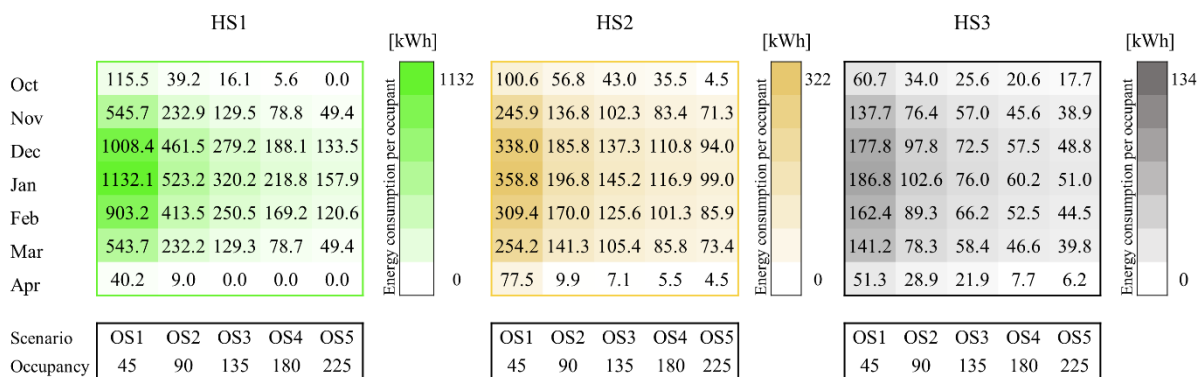 HS1 HS2 HS3
[kWh] [kWh] [kWh]
Oct 115.5 39.2 16.1 5.6 0.0 1132 100.6 56.8 43.0 35.5 4.5 322 60.7 34.0 25.6 20.6 17.7 134
Nov 545.7 232.9 129.5 78.8 49.4 245.9 136.8 102.3 83.4 71.3 137.7 76.4 57.0 45.6 38.9
Dec 1008.4 461.5 279.2 188.1 133.5 338.0 185.8 137.3 110.8 94.0 177.8 97.8 72.5 57.5 48.8
Jan 1132.1 523.2 320.2 218.8 157.9 358.8 196.8 145.2 116.9 99.0 186.8 102.6 76.0 60.2 51.0
Feb 903.2 413.5 250.5 169.2 120.6 309.4 170.0 125.6 101.3 85.9 162.4 89.3 66.2 52.5 44.5
Mar 543.7 232.2 129.3 78.7 49.4 254.2 141.3 105.4 85.8 73.4 141.2 78.3 58.4 46.6 39.8
Apr 40.2 9.0 0.0 0.0 0.0 0 77.5 9.9 7.1 5.5 4.5 0 51.3 28.9 21.9 7.7 6.2 0
Energy consumption per occupant
Energy consumption per occupant
Energy consumption per occupant
Scenario OS1 OS2 OS3 OS4 OS5 OS1 OS2 OS3 OS4 OS5 OS1 OS2 OS3 OS4 OS5
Occupancy 45 90 135 180 225 45 90 135 180 225 45 90 135 180 225